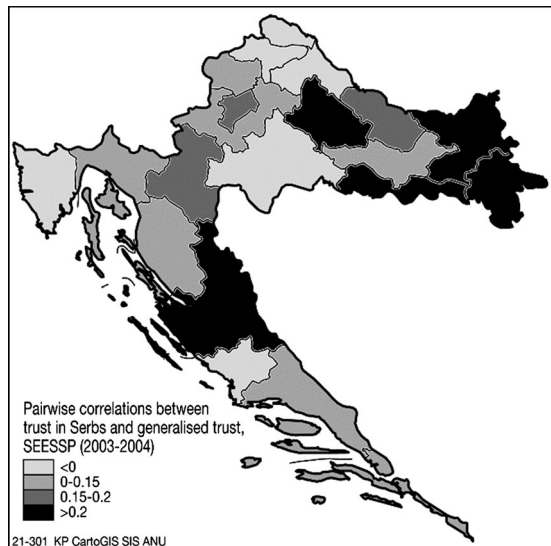 Pairwise correlations between
trust in Serbs and generalised trust,
SEESSP (2003-2004)
<0
0-0.15
0.15-0.2
>0.2
21-301 KP CartoGIS SIS ANU